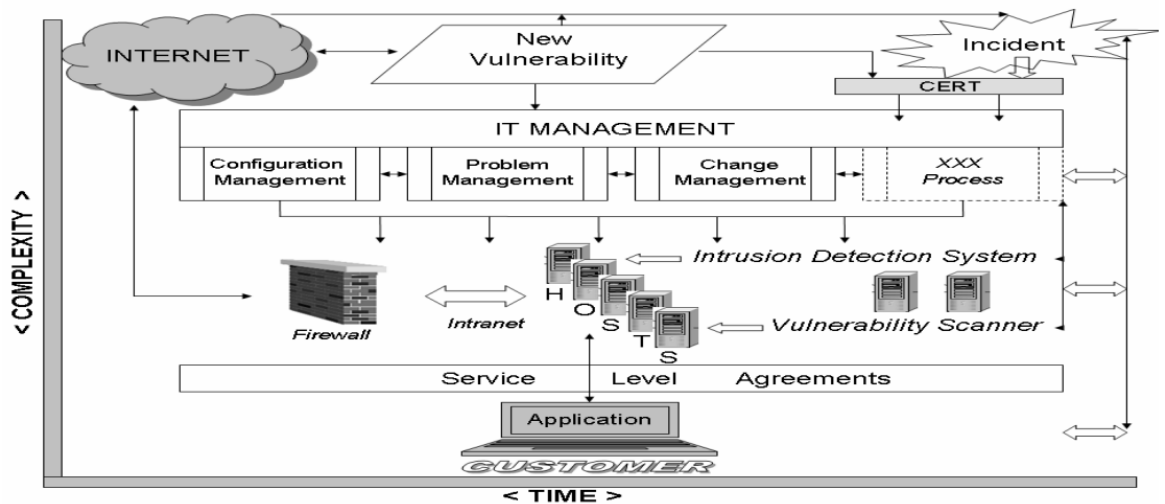 INTERNET
New
Vulnerability
Incident
CERT
IT MANAGEMENT
Configuration
Management
Problem
Management
Change
Management
XXX
Process
Intrusion Detection System
HOSTS
Firewall
Intranet
Vulnerability Scanner
Service Level Agreements
Application
CUSTOMER
< COMPLEXITY >
< TIME >